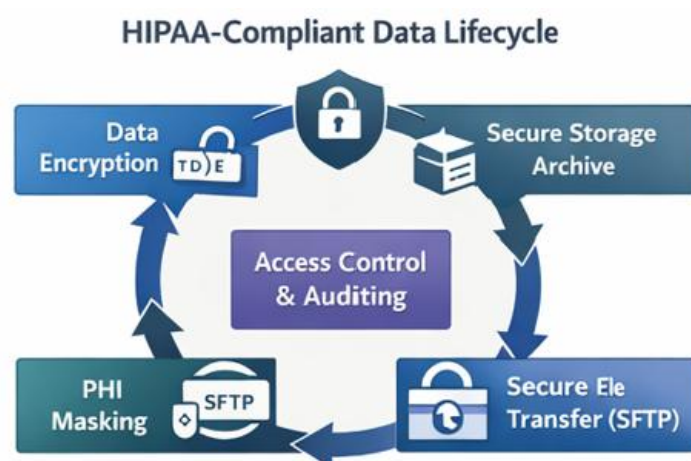 HIPAA-Compliant Data Lifecycle
Data
Encryption
TD)E
Secure Storage
Archive
Access Control
& Auditing
PHI
Masking
SFTP
Secure Ele
Transfer (SFTP)